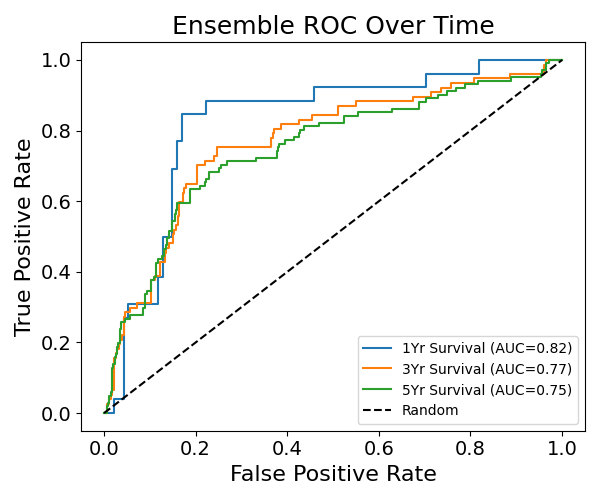 Ensemble ROC Over Time
True Positive Rate
1.0
0.8
0.6
0.4
0.2
0.0
0.0 0.2 0.4 0.6 0.8 1.0
False Positive Rate
1Yr Survival (AUC=0.82)
3Yr Survival (AUC=0.77)
5Yr Survival (AUC=0.75)
Random